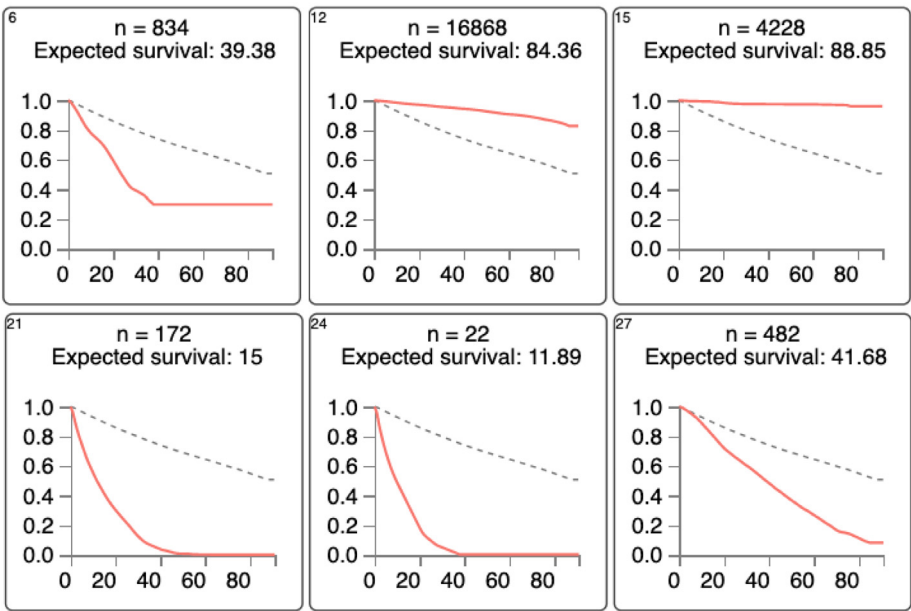 6
n = 834
Expected survival: 39.38
1.0
0.8
0.6
0.4
0.2
0.0
0 20 40 60 80
12
n = 16868
Expected survival: 84.36
1.0
0.8
0.6
0.4
0.2
0.0
0 20 40 60 80
15
n = 4228
Expected survival: 88.85
1.0
0.8
0.6
0.4
0.2
0.0
0 20 40 60 80
21
n = 172
Expected survival: 15
1.0
0.8
0.6
0.4
0.2
0.0
0 20 40 60 80
24
n = 22
Expected survival: 11.89
1.0
0.8
0.6
0.4
0.2
0.0
0 20 40 60 80
27
n = 482
Expected survival: 41.68
1.0
0.8
0.6
0.4
0.2
0.0
0 20 40 60 80